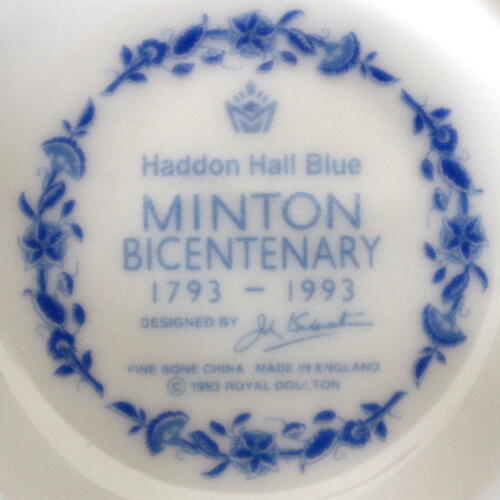 Haddon Hall Blue
MINTON
BICENTENARY
1793 – 1993
DESIGNED BY
FINE BONE CHINA MADE IN ENGLAND
© 1993 ROYAL DOULTON